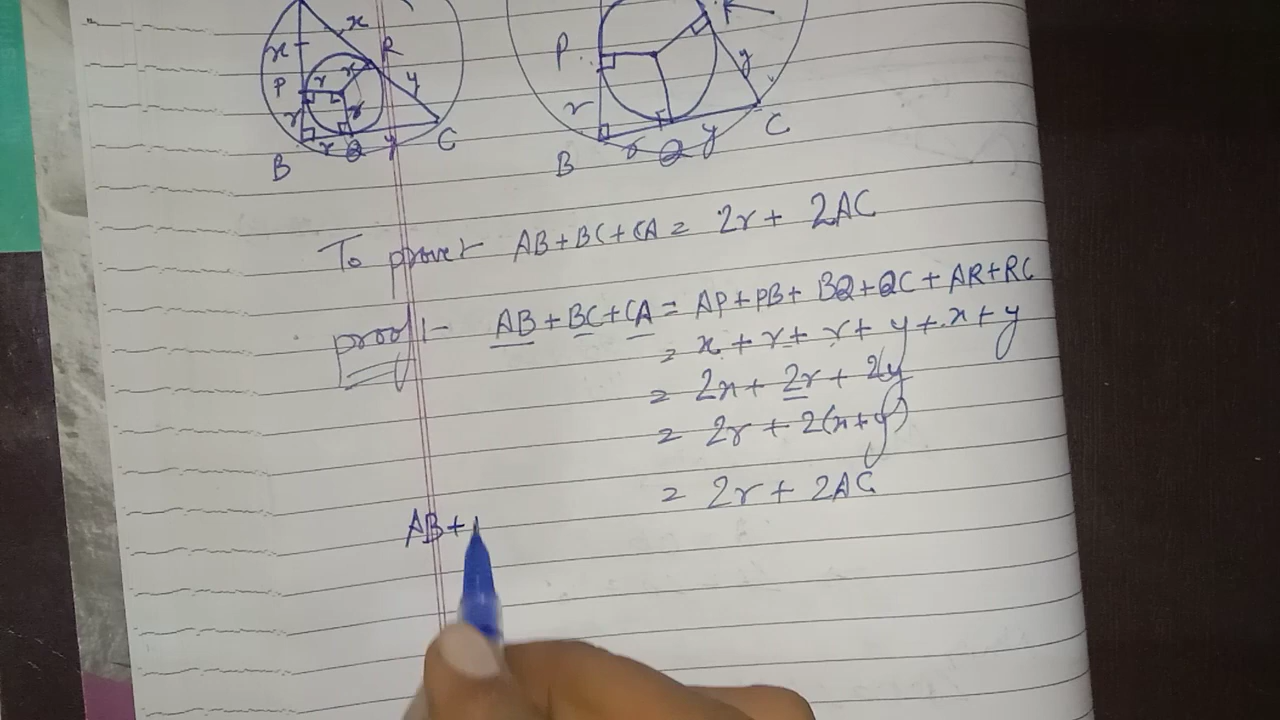 x x R
P r x y
r r
B r Q y C
P R
r y
B r Q y C
To prove:- AB+BC+CA = 2r + 2AC
proof:- AB + BC + CA = AP+PB+ BQ+QC + AR+RC
= x + r + r + y + x + y
= 2x + 2r + 2y
= 2r + 2(x+y)
= 2r + 2AC
AB+